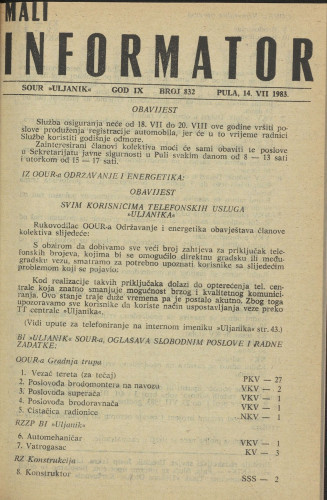 MALI
INFORMATOR
SOUR »ULJANIK« GOD IX BROJ 832 PULA, 14. VII 1983.
OBAVIJEST
Služba osiguranja neće od 18. VII do 20. VIII ove godine vršiti po-
slove produženja registracije automobila, jer će u to vrijeme radnici
Službe koristiti godišnje odmore.
Zainteresirani članovi kolektiva moći će sami obaviti te poslove
u Sekretarijatu javne sigurnosti u Puli svakim danom od 8 — 13 sati
i utorkom od 15 — 17 sati.
IZ OOUR-a ODRŽAVANJE I ENERGETIKA:
OBAVIJEST
SVIM KORISNICIMA TELEFONSKIH USLUGA
»ULJANIKA«
Rukovodilac OOUR-a Održavanje i energetika obavještava članove
kolektiva slijedeće:
S obzirom da dobivamo sve veći broj zahtjeva za priključak tele-
fonskih brojeva, kojima bi se omogućilo direktnu gradsku ili među-
gradsku vezu, smatramo za potrebno upoznati korisnike sa slijedećim
problemom koji se pojavio:
Kod realizacije takvih priključaka dolazi do opterećenja tel. cen-
trale koja znatno smanjuje mogućnost brzog i kvalitetnog komunici-
ranja. Ovo stanje traje duže vremena pa je postalo akutno. Zbog toga
upozoravamo sve korisnike da koriste način uspostavljanja veze preko
TT centrale »Uljanika«.
(Vidi upute za telefoniranje na internom imeniku »Uljanika« str. 43.)
BI »ULJANIK« SOUR-a, OGLAŠAVA SLOBODNIM POSLOVE I RADNE
ZADATKE:
OOUR-a Gradnja trupa
1. Vezač tereta (za tečaj) PKV — 27
2. Poslovođa brodomontera na navozu VKV — 2
3. Poslovođa superača VKV — 1
4. Poslovođa brodoravnača VKV — 1
5. Čistačica radionice NKV — 1
RZZP BI »Uljanik«
6. Automehaničar VKV — 1
7. Vatrogasac KV — 3
RZ Konstrukcija
8. Konstruktor SSS — 2